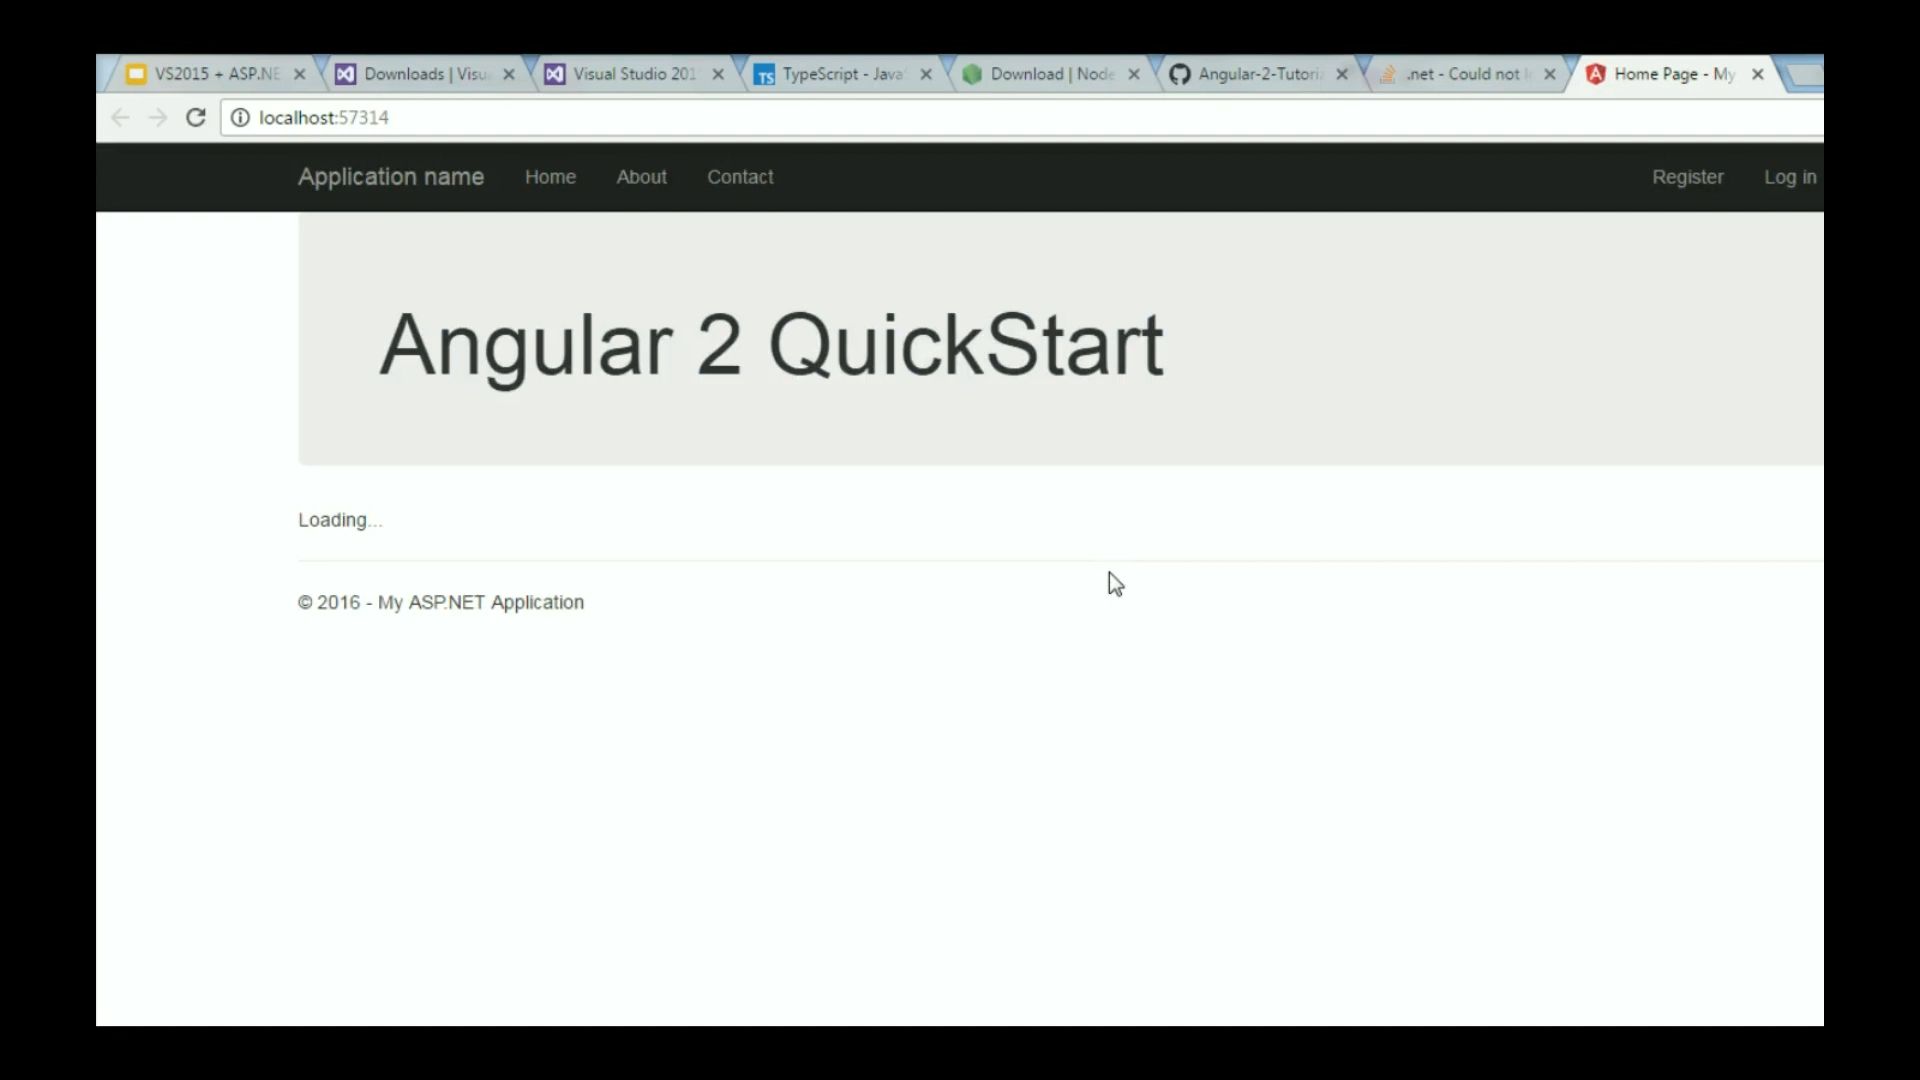 VS2015 + ASP.NE
Downloads | Visu
Visual Studio 201
TS
TypeScript - Java
Download | Node
Angular-2-Tutori
.net - Could not l
Home Page - My
localhost:57314
Application name
Home
About
Contact
Register
Log in
Angular 2 QuickStart
Loading...
© 2016 - My ASP.NET Application